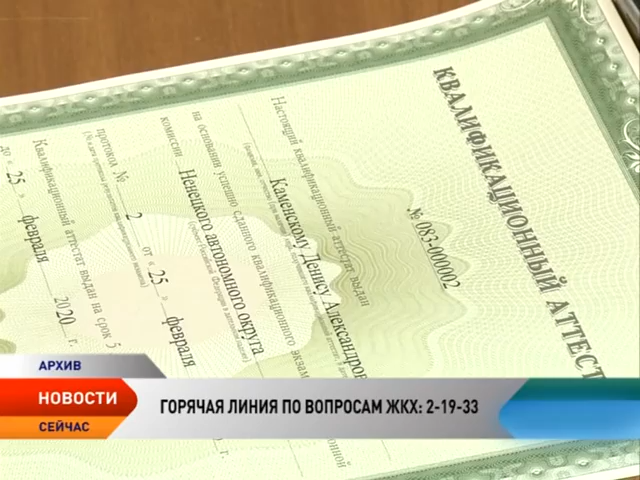 КВАЛИФИКАЦИОННЫЙ АТТЕСТ
№ 083-000002
Настоящий квалификационный аттестат выдан
Каменскому Денису Александров
на основании успешно сданного квалификационного экзам
комиссии Ненецкого автономного округа
протокол № 2 от « 25 » февраля
Квалификационный аттестат выдан на срок 5
до « 25 » февраля 2020 г.
АРХИВ
НОВОСТИ
СЕЙЧАС
ГОРЯЧАЯ ЛИНИЯ ПО ВОПРОСАМ ЖКХ: 2-19-33